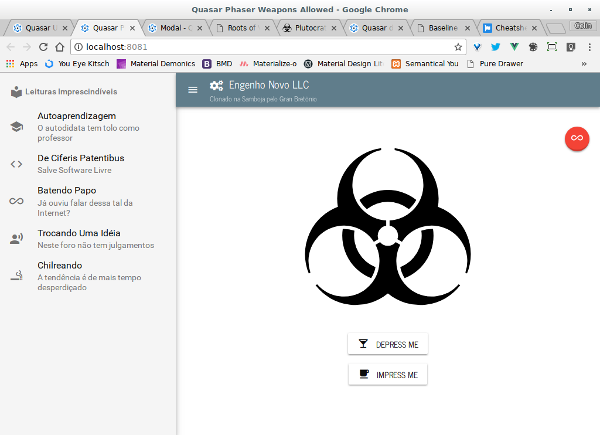 Quasar Phaser Weapons Allowed - Google Chrome
Quasar
Quasar P
Modal - Q
Roots of
Plutocra
Quasar
Baseline
Cheatsh
Colin
localhost:8081
Apps
You Eye Kitsch
Material Demonics
BMD
Materialize-o
Material Design Li
Semantical You
Pure Drawer
Leituras Imprescindíveis
Engenho Novo LLC
Clonado na Samboja pelo Gran Bretonio
Autoaprendizagem
O autodidata tem tolo como
professor
De Ciferis Patentibus
Salve Software Livre
Batendo Papo
Já ouviu falar dessa tal da
Internet?
Trocando Uma Idéia
Neste foro não tem julgamentos
Chilreando
A tendência é de mais tempo
desperdiçado
DEPRESS ME
IMPRESS ME